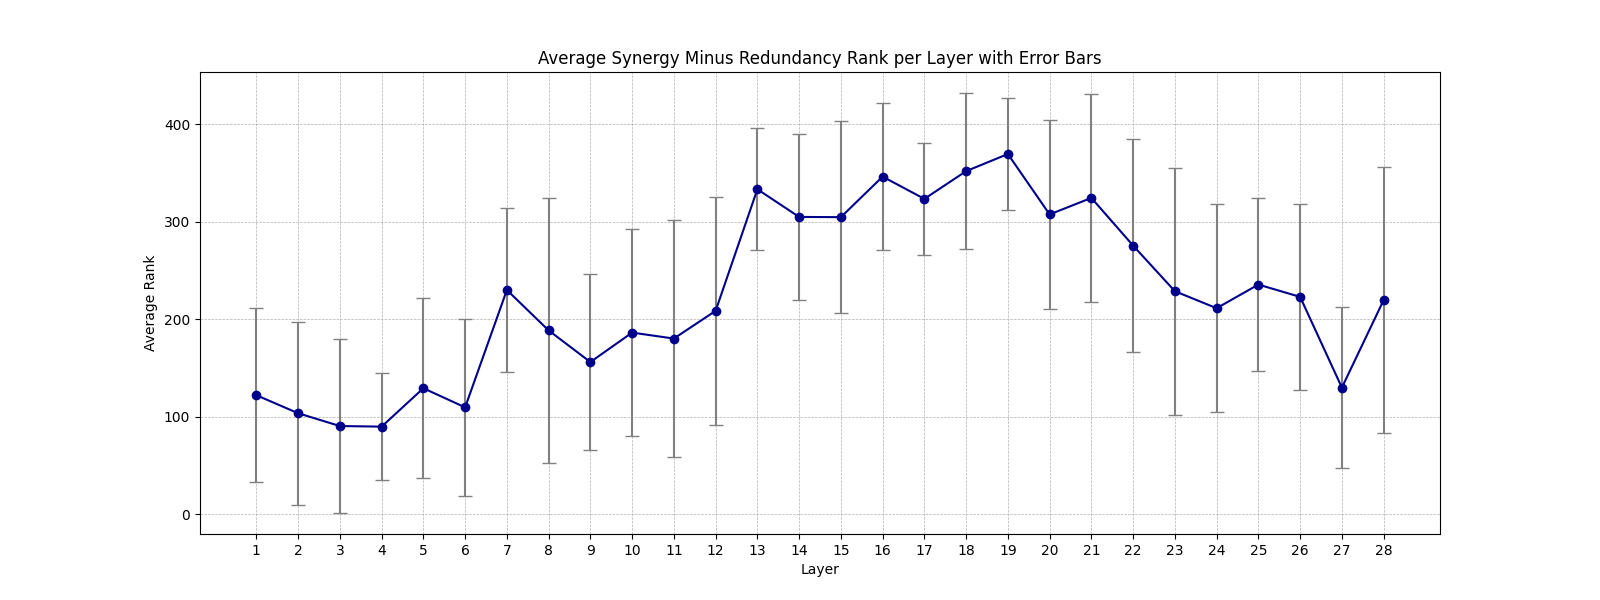 Average Synergy Minus Redundancy Rank per Layer with Error Bars
Average Rank
400
300
200
100
0
1 2 3 4 5 6 7 8 9 10 11 12 13 14 15 16 17 18 19 20 21 22 23 24 25 26 27 28
Layer